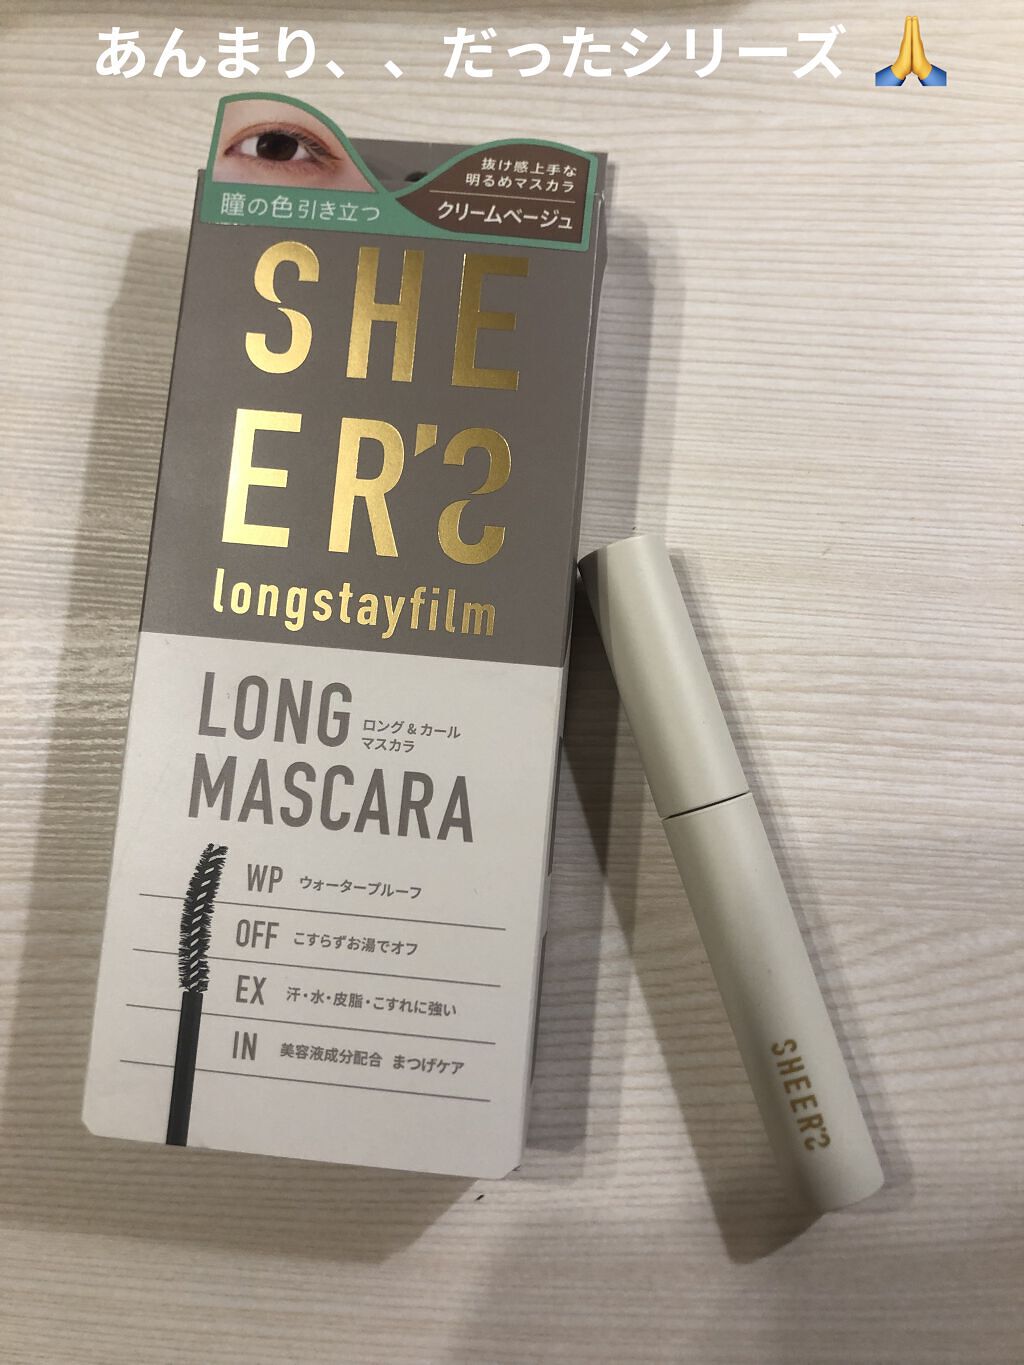 あんまり、、だったシリーズ 🙏
抜け感上手な
明るめマスカラ
クリームベージュ
瞳の色引き立つ
SHE
ER'S
longstayfilm
LONG
ロング&カール
マスカラ
MASCARA
WP ウォータープルーフ
OFF こすらずお湯でオフ
EX 汗・水・皮脂・こすれに強い
IN 美容液成分配合 まつげケア
SHEER'S